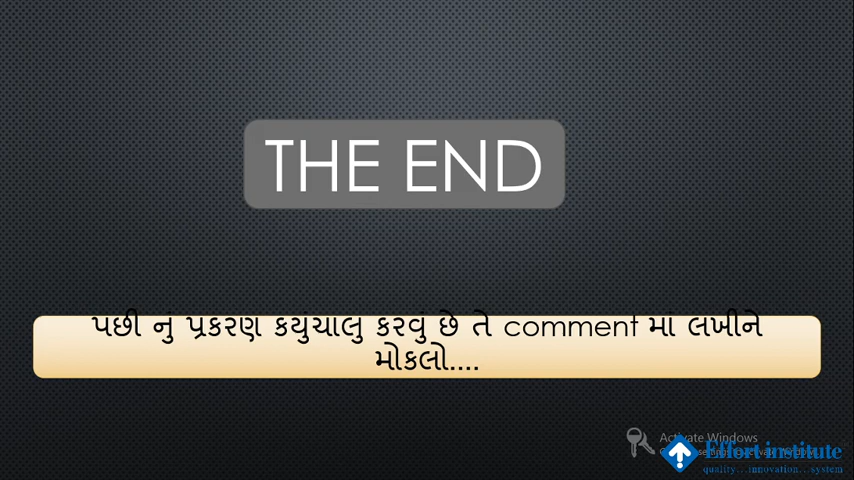 THE END
પછી નુ પ્રકરણ કયુચાલુ કરવું છે તે comment મા લખીને
મોકલો....
Activate Windows
Effort institute
quality...innovation...system